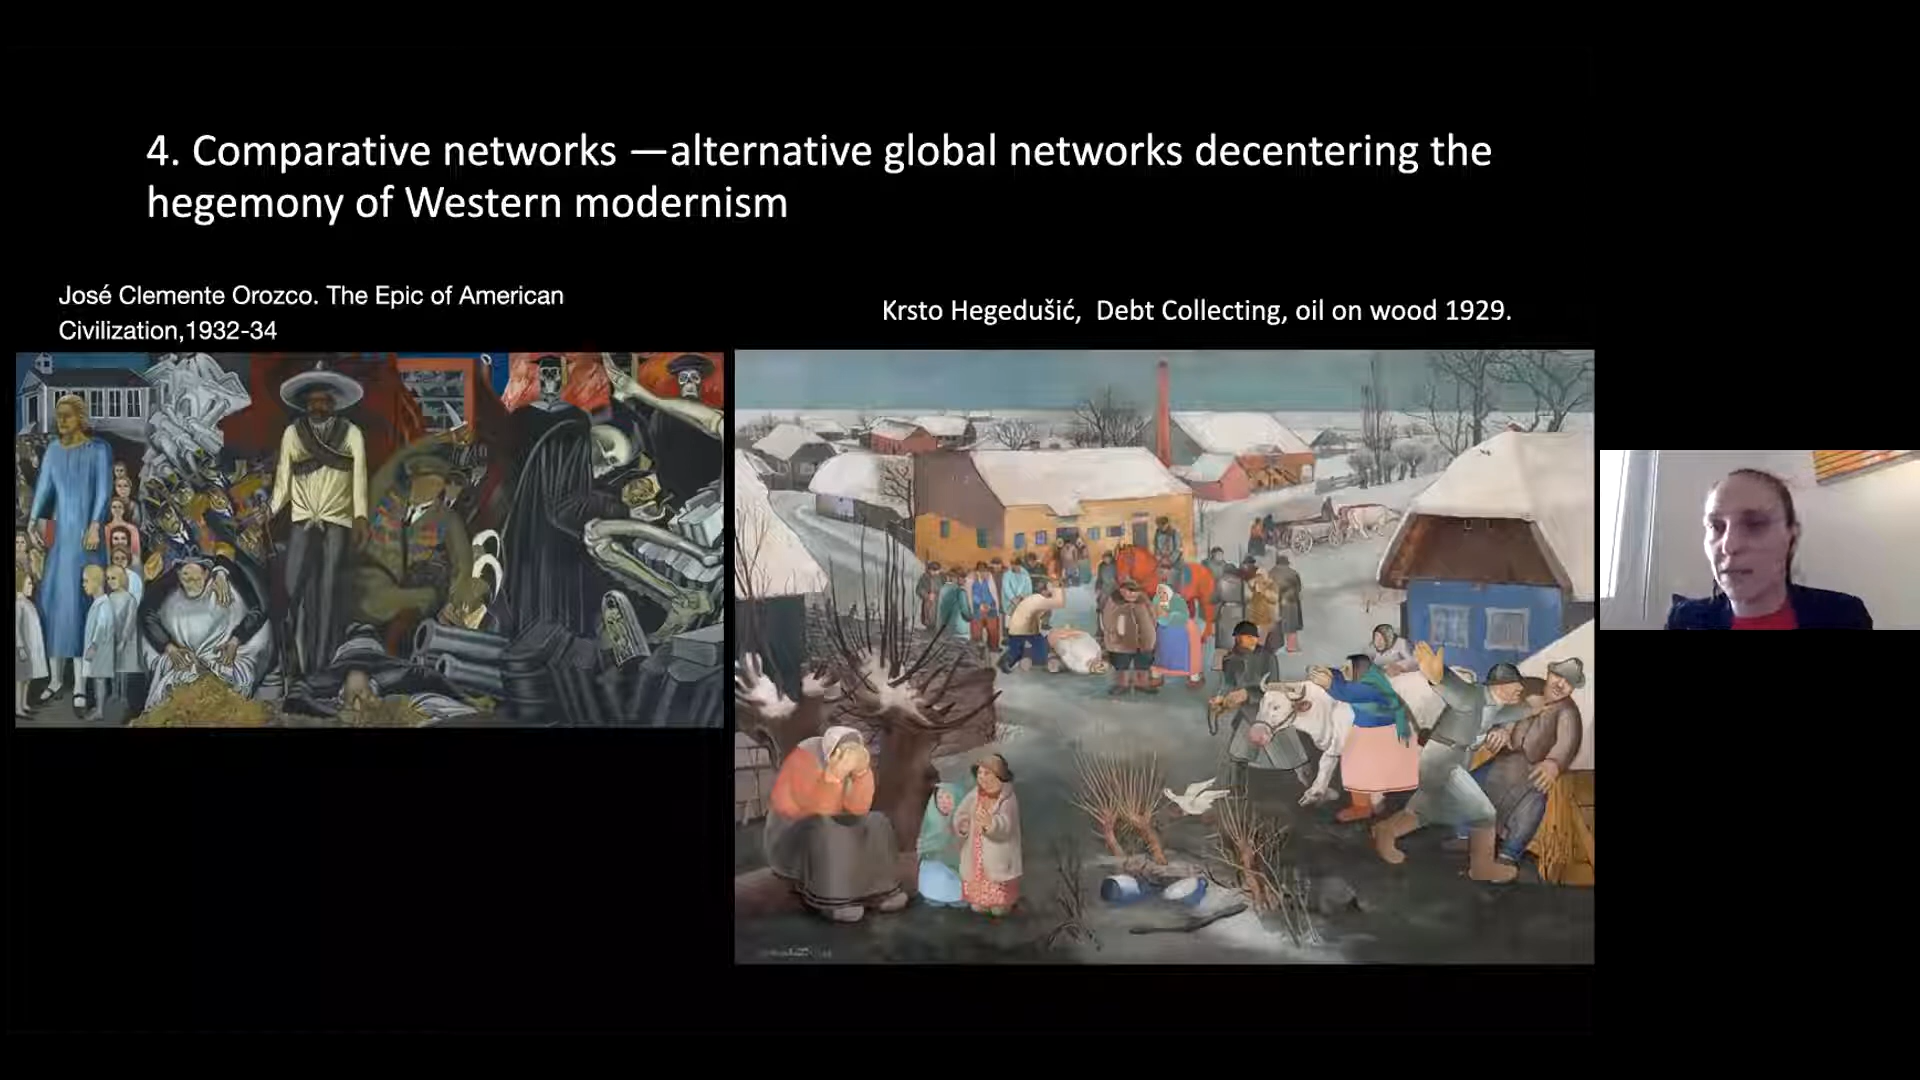 4. Comparative networks —alternative global networks decentering the
hegemony of Western modernism
José Clemente Orozco. The Epic of American
Civilization,1932-34
Krsto Hegedušić,  Debt Collecting, oil on wood 1929.